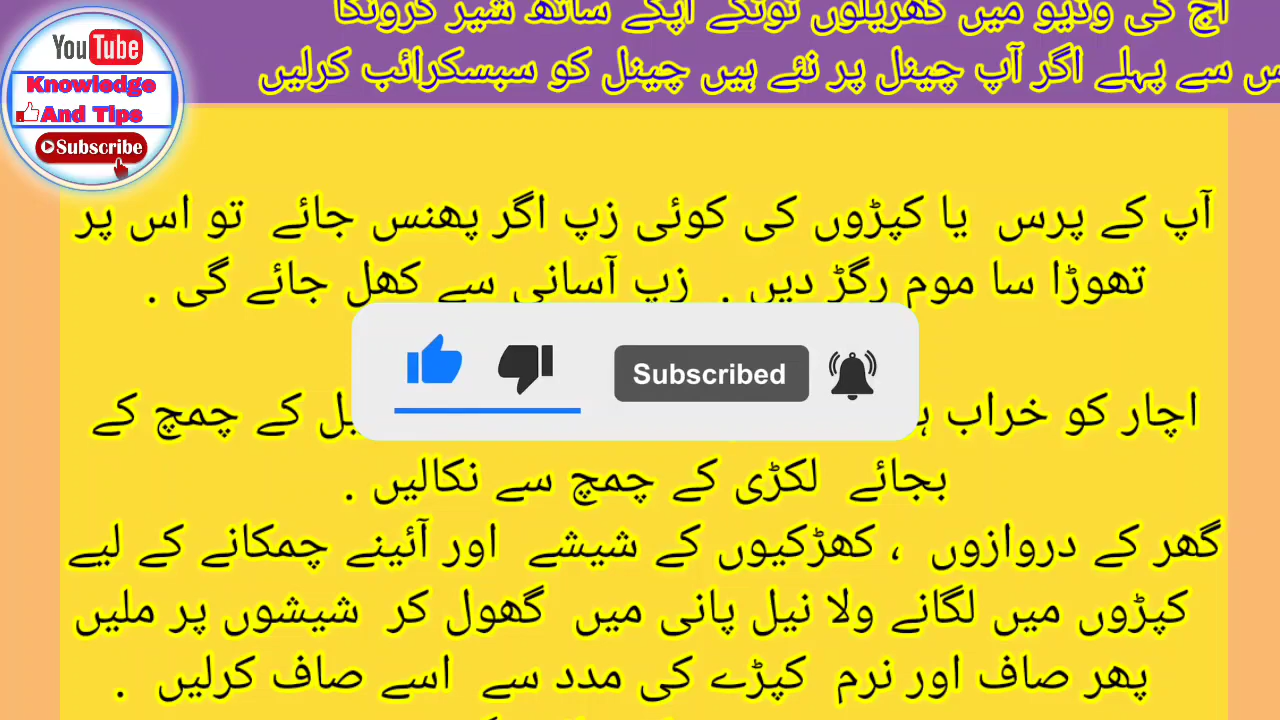 آج کی وڈیو میں گھریلوں ٹوٹکے آپکے ساتھ شیر کرونگا
سے پہلے اگر آپ چینل پر نئے ہیں چینل کو سبسکرائب کرلیں
YouTube
Knowledge
And Tips
Subscribe
آپ کے پرس یا کپڑوں کی کوئی زپ اگر پھنس جائے تو اس پر
تھوڑا سا موم رگڑ دیں . زپ آسانی سے کھل جائے گی .
Subscribed
اچار کو خراب کے چمچ کے
بجائے لکڑی کے چمچ سے نکالیں .
گھر کے دروازوں ، کھڑکیوں کے شیشے اور آئینے چمکانے کے لیے
کپڑوں میں لگانے ولا نیل پانی میں گھول کر شیشوں پر ملیں
پھر صاف اور نرم کپڑے کی مدد سے اسے صاف کرلیں .